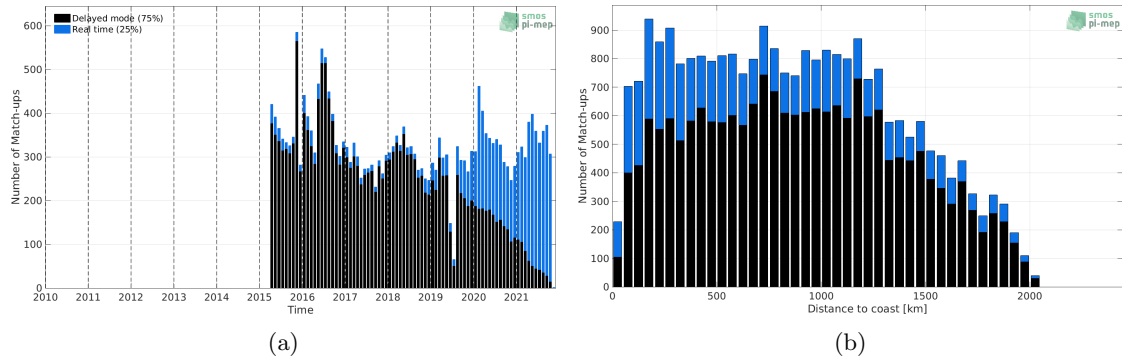 Delayed mode (75%)
Real time (25%)
smos
pi-mep
Number of Match-ups
600
500
400
300
200
100
0
2010 2011 2012 2013 2014 2015 2016 2017 2018 2019 2020 2021
Time
(a)
smos
pi-mep
Number of Match-ups
900
800
700
600
500
400
300
200
100
0
0 500 1000 1500 2000
Distance to coast [km]
(b)